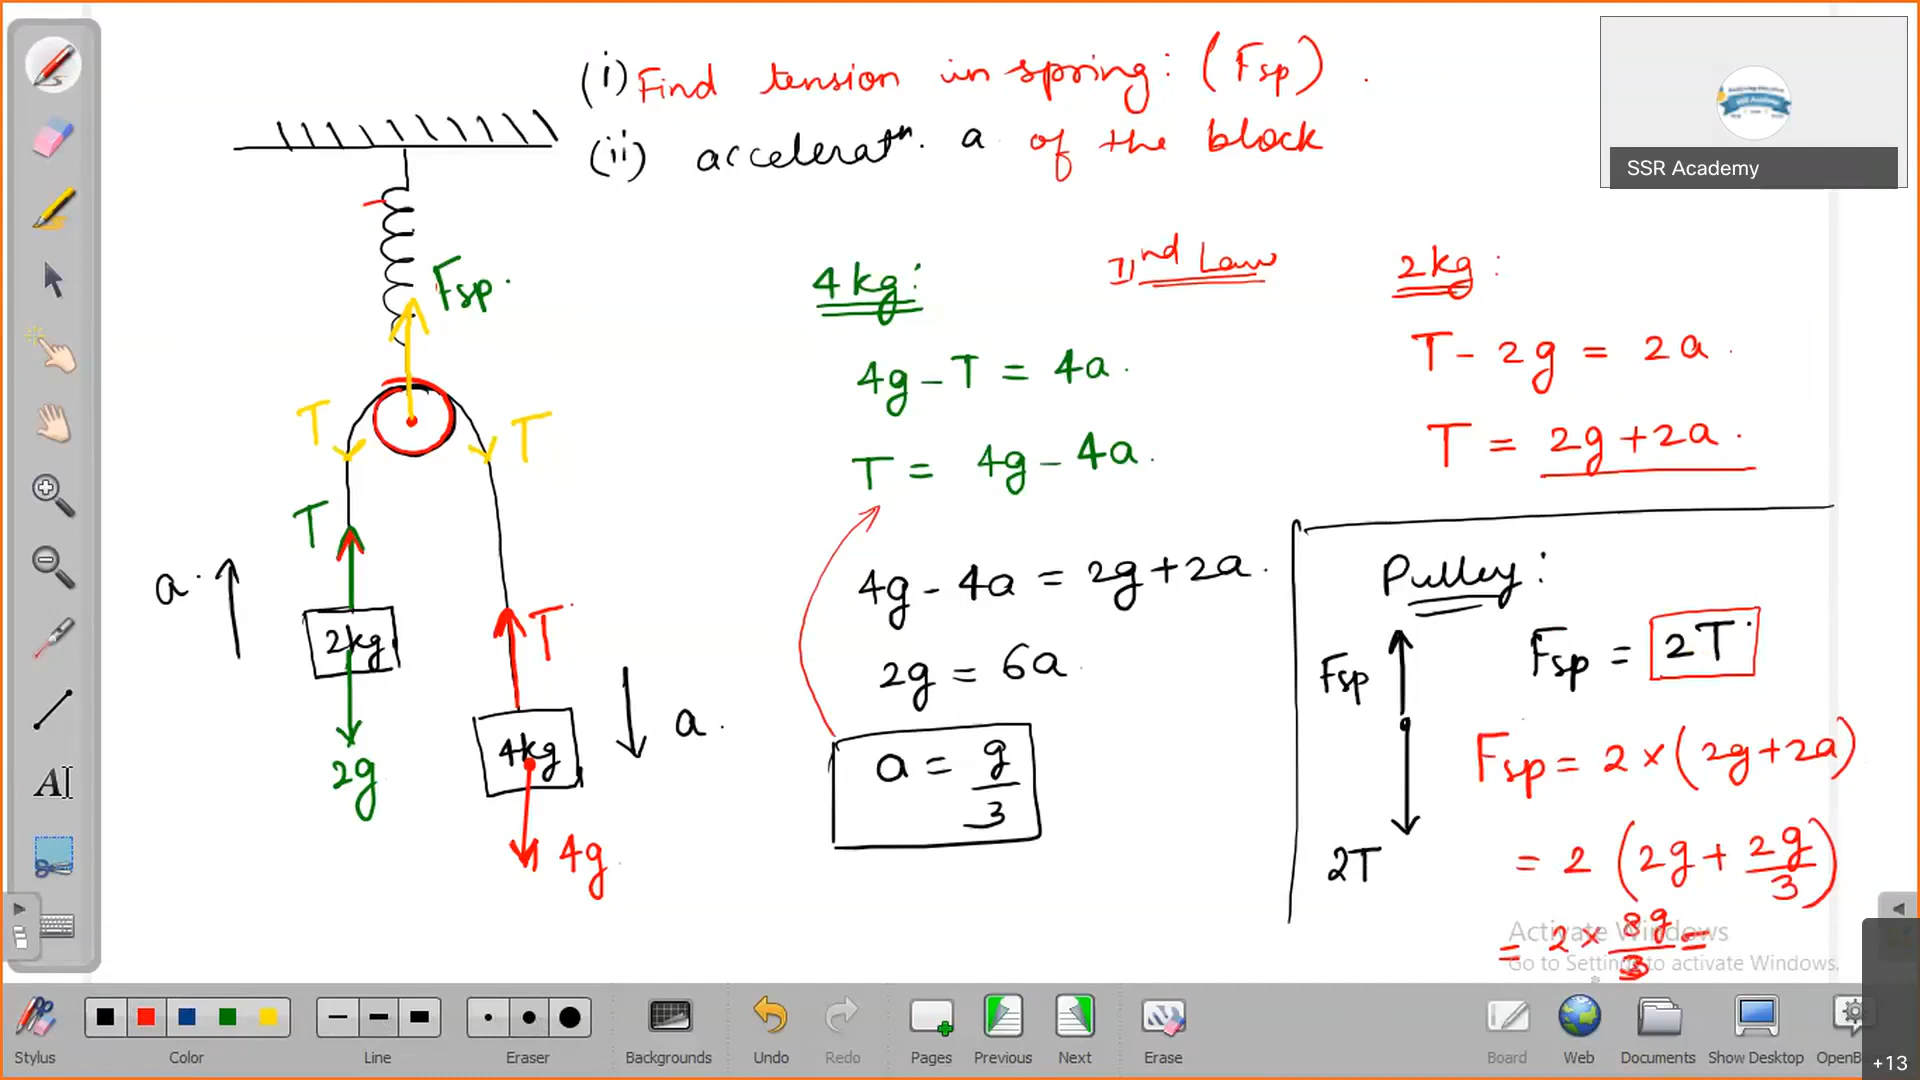 (i) Find tension in spring: (Fsp).
(ii) acceleratn. a of the block
SSR Academy
Fsp.
T
T
T
a.
2kg
2g
T
4kg
a.
4g
4kg:
4g - T = 4a.
T = 4g - 4a.
4g - 4a = 2g + 2a.
2g = 6a
a = g/3
IInd Law
2kg:
T - 2g = 2a.
T = 2g + 2a.
Pulley:
Fsp
2T
Fsp = 2T
Fsp = 2 × (2g + 2a)
= 2 (2g + 2g/3)
= 2 × 8g/3 =
Activate Windows
Go to Settings to activate Windows.
Stylus
Color
Line
Eraser
Backgrounds
Undo
Redo
Pages
Previous
Next
Erase
Board
Web
Documents
Show Desktop
OpenB
+13